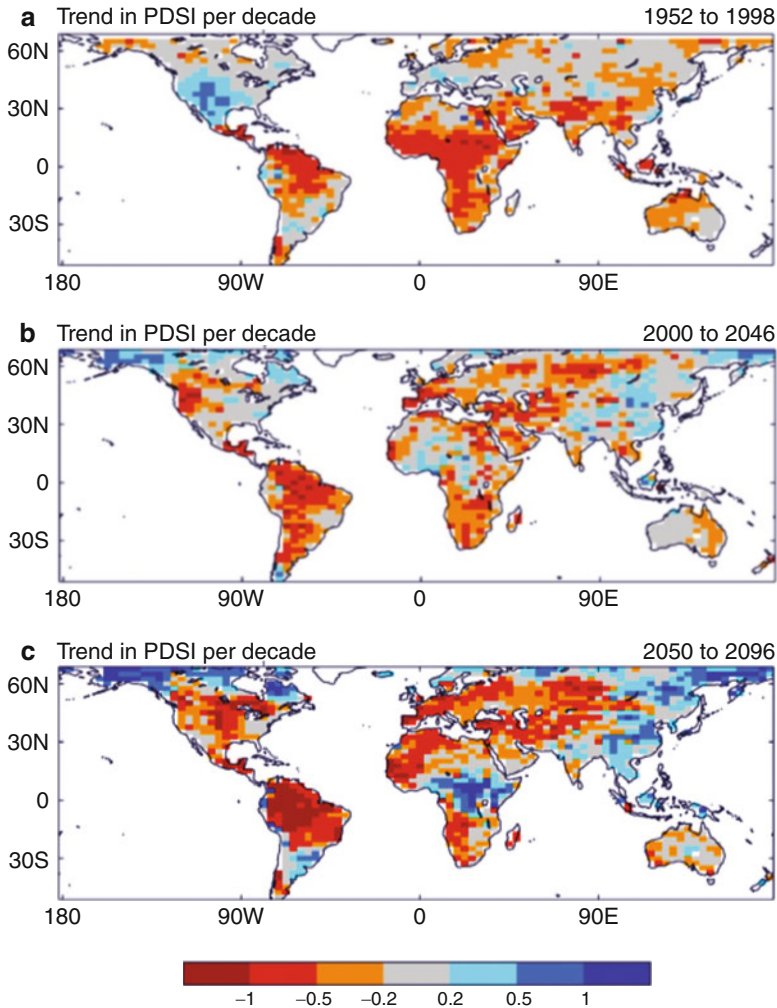 a Trend in PDSI per decade 1952 to 1998
60N
30N
0
30S
180 90W 0 90E
b Trend in PDSI per decade 2000 to 2046
60N
30N
0
30S
180 90W 0 90E
c Trend in PDSI per decade 2050 to 2096
60N
30N
0
30S
180 90W 0 90E
−1 −0.5 −0.2 0.2 0.5 1